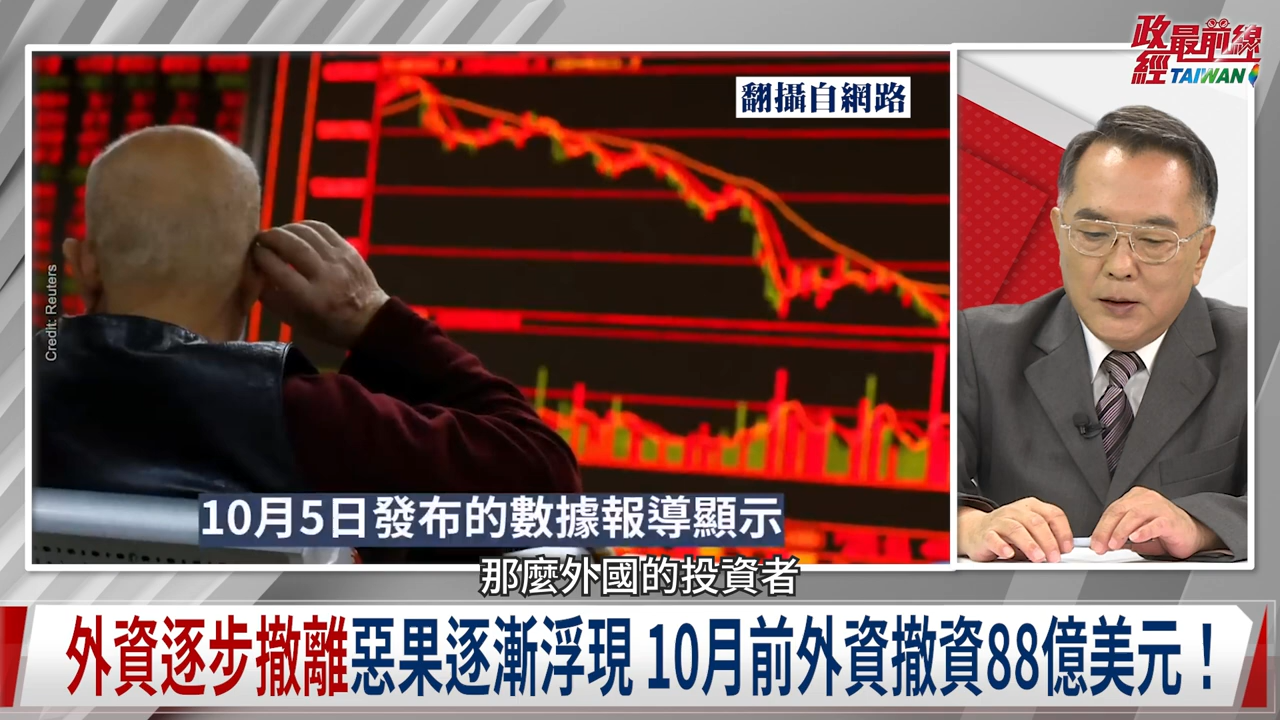 政經最前線
TAIWAN
翻攝自網路
Credit: Reuters
10月5日發布的數據報導顯示
那麼外國的投資者
外資逐步撤離惡果逐漸浮現 10月前外資撤資88億美元！